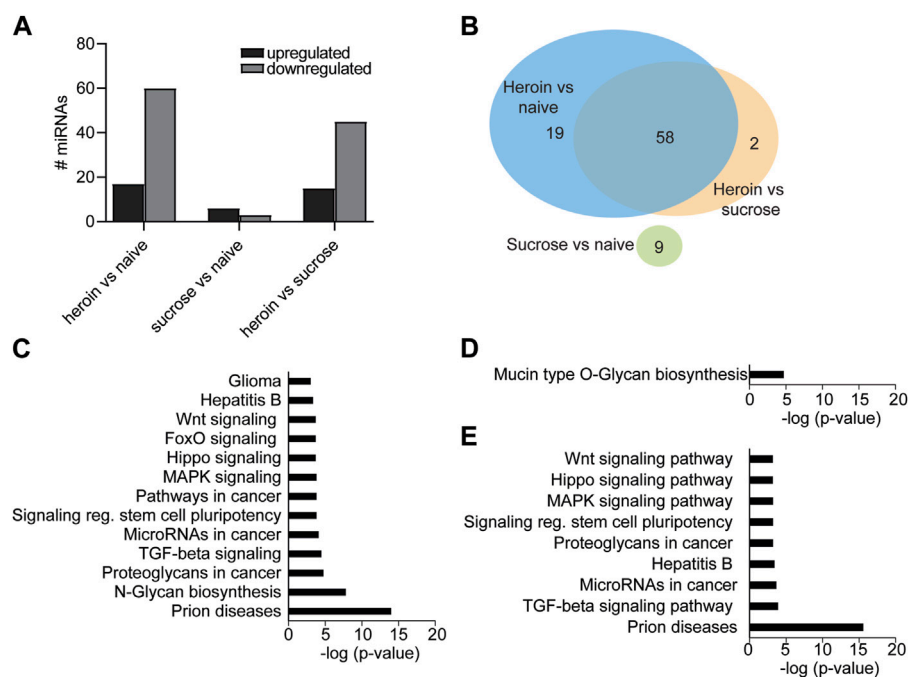 A
upregulated
downregulated
# miRNAs
60
40
20
0
heroin vs naive
sucrose vs naive
heroin vs sucrose
B
Heroin vs
naive
19
58
2
Heroin vs
sucrose
Sucrose vs naive
9
C
Glioma
Hepatitis B
Wnt signaling
FoxO signaling
Hippo signaling
MAPK signaling
Pathways in cancer
Signaling reg. stem cell pluripotency
MicroRNAs in cancer
TGF-beta signaling
Proteoglycans in cancer
N-Glycan biosynthesis
Prion diseases
0 5 10 15 20
-log (p-value)
D
Mucin type O-Glycan biosynthesis
0 5 10 15 20
-log (p-value)
E
Wnt signaling pathway
Hippo signaling pathway
MAPK signaling pathway
Signaling reg. stem cell pluripotency
Proteoglycans in cancer
Hepatitis B
MicroRNAs in cancer
TGF-beta signaling pathway
Prion diseases
0 5 10 15 20
-log (p-value)